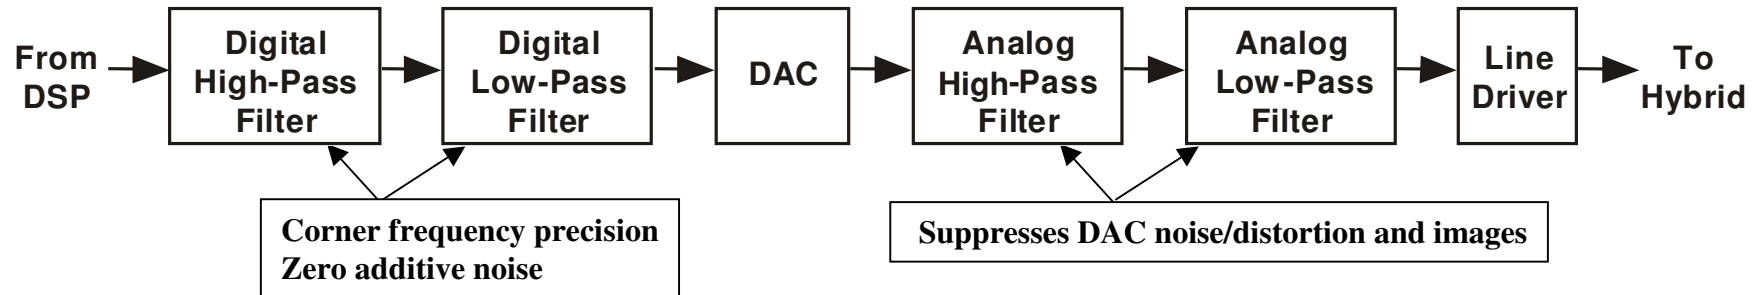 From
DSP
Digital
High-Pass
Filter
Digital
Low-Pass
Filter
DAC
Analog
High-Pass
Filter
Analog
Low-Pass
Filter
Line
Driver
To
Hybrid
Corner frequency precision
Zero additive noise
Suppresses DAC noise/distortion and images